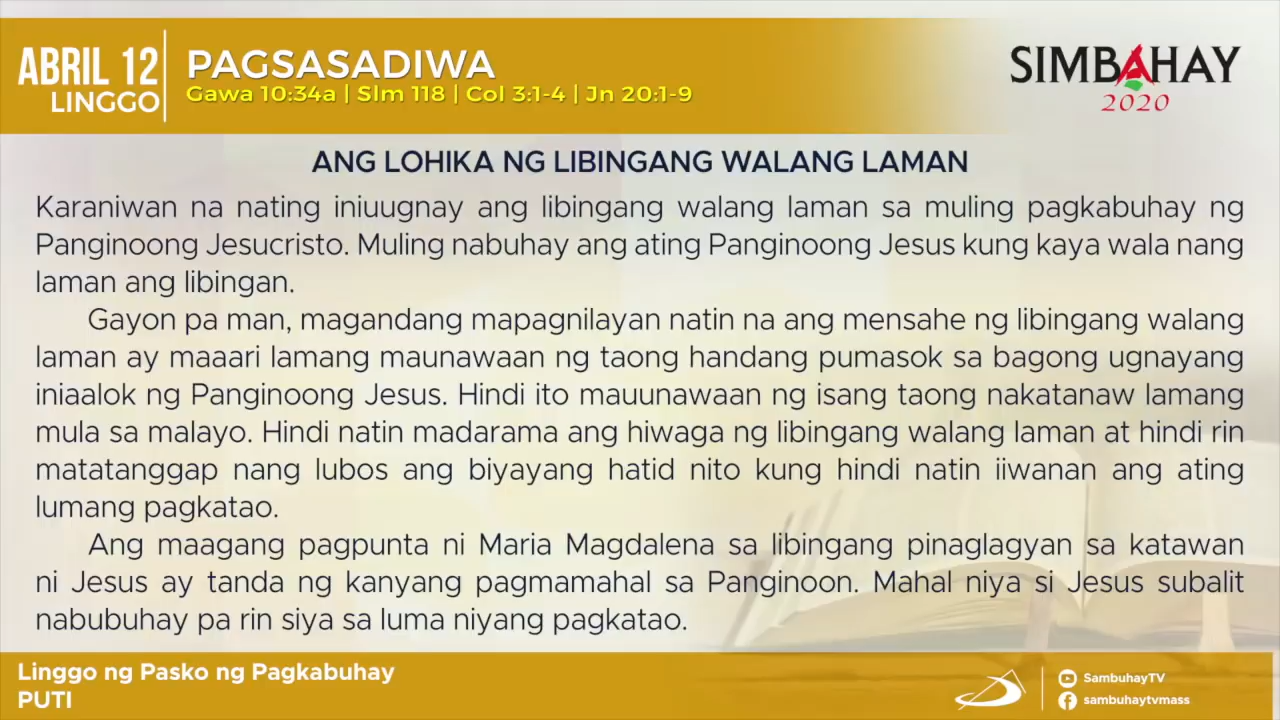 ABRIL 12
LINGGO
PAGSASADIWA
Gawa 10:34a | Slm 118 | Col 3:1-4 | Jn 20:1-9
SIMBAHAY
2020
ANG LOHIKA NG LIBINGANG WALANG LAMAN
Karaniwan na nating iniuugnay ang libingang walang laman sa muling pagkabuhay ng
Panginoong Jesucristo. Muling nabuhay ang ating Panginoong Jesus kung kaya wala nang
laman ang libingan.
Gayon pa man, magandang mapagnilayan natin na ang mensahe ng libingang walang
laman ay maaari lamang maunawaan ng taong handang pumasok sa bagong ugnayang
iniaalok ng Panginoong Jesus. Hindi ito mauunawaan ng isang taong nakatanaw lamang
mula sa malayo. Hindi natin madarama ang hiwaga ng libingang walang laman at hindi rin
matatanggap nang lubos ang biyayang hatid nito kung hindi natin iiwanan ang ating
lumang pagkatao.
Ang maagang pagpunta ni Maria Magdalena sa libingang pinaglagyan sa katawan
ni Jesus ay tanda ng kanyang pagmamahal sa Panginoon. Mahal niya si Jesus subalit
nabubuhay pa rin siya sa luma niyang pagkatao.
Linggo ng Pasko ng Pagkabuhay
PUTI
SambuhayTV
sambuhaytvmass